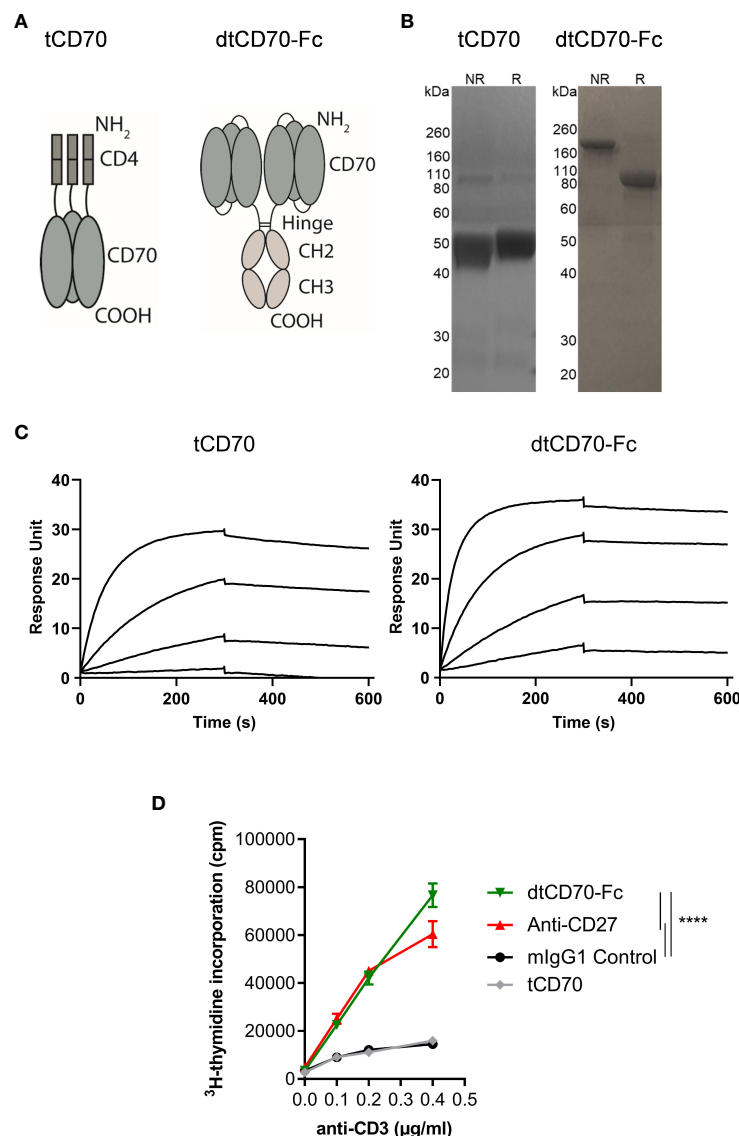 A
tCD70
dtCD70-Fc
NH2
CD4
CD70
COOH
NH2
CD70
Hinge
CH2
CH3
COOH
B
tCD70
dtCD70-Fc
NR R
NR R
kDa
260
160
110
80
60
50
40
30
20
kDa
260
160
110
80
60
50
40
30
20
C
tCD70
Response Unit
40
30
20
10
0
0 200 400 600
Time (s)
dtCD70-Fc
Response Unit
40
30
20
10
0
0 200 400 600
Time (s)
D
3H-thymidine incorporation (cpm)
100000
80000
60000
40000
20000
0
0.0 0.1 0.2 0.3 0.4 0.5
anti-CD3 (µg/ml)
dtCD70-Fc
Anti-CD27
mIgG1 Control
tCD70
****